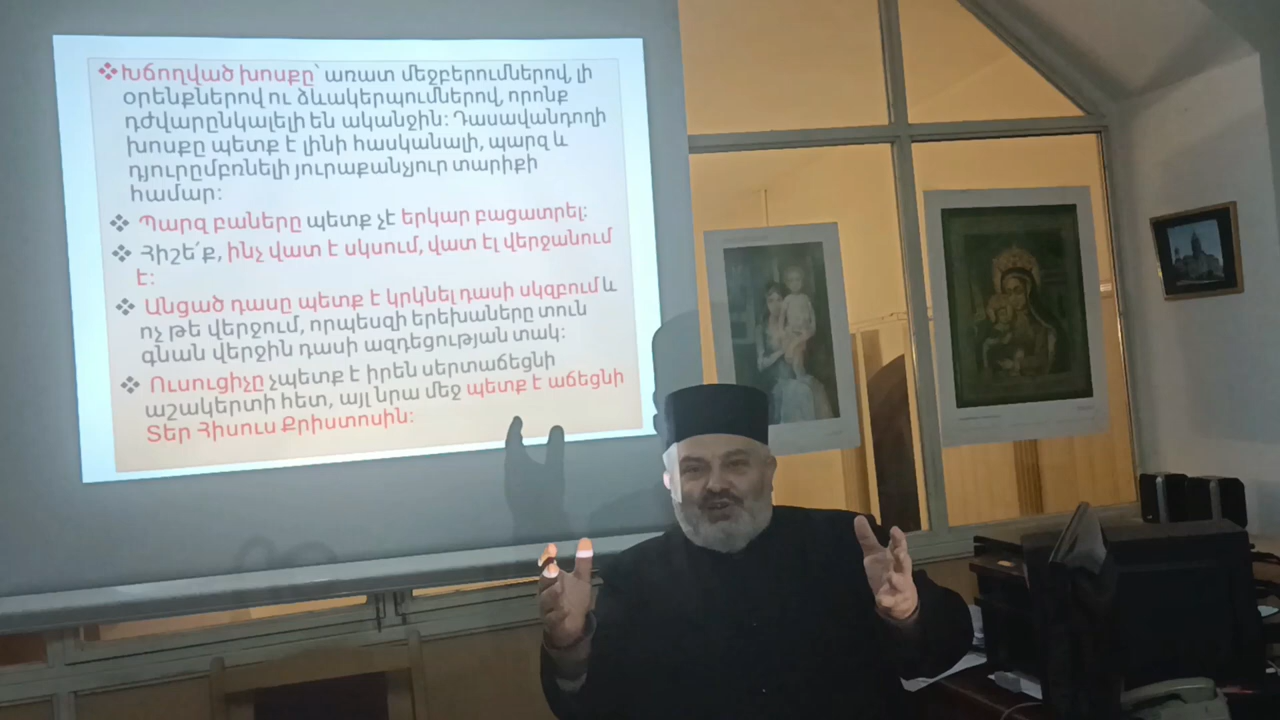 ❖Խճողված խոսքը՝ առատ մեջբերումներով, լի
օրենքներով ու ձևակերպումներով, որոնք
դժվարընկալելի են ականջին: Դասավանդողի
խոսքը պետք է լինի հասկանալի, պարզ և
դյուրըմբռնելի յուրաքանչյուր տարիքի
համար:
❖ Պարզ բաները պետք չէ երկար բացատրել:
❖ Հիշե՛ք, ինչ վատ է սկսում, վատ էլ վերջանում
է:
❖ Անցած դասը պետք է կրկնել դասի սկզբում և
ոչ թե վերջում, որպեսզի երեխաները տուն
գնան վերջին դասի ազդեցության տակ:
❖ Ուսուցիչը չպետք է իրեն սերտաճեցնի
աշակերտի հետ, այլ նրա մեջ պետք է աճեցնի
Տեր Հիսուս Քրիստոսին: